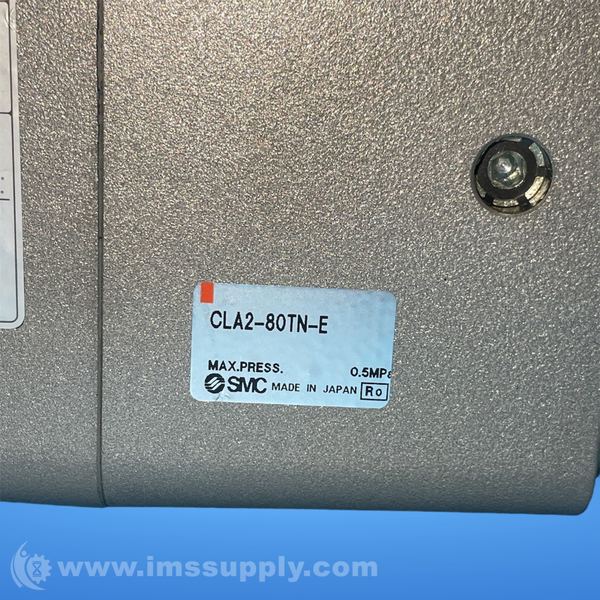 CLA2-80TN-E
MAX.PRESS. 0.5MPa
SMC MADE IN JAPAN Ro
www.imssupply.com